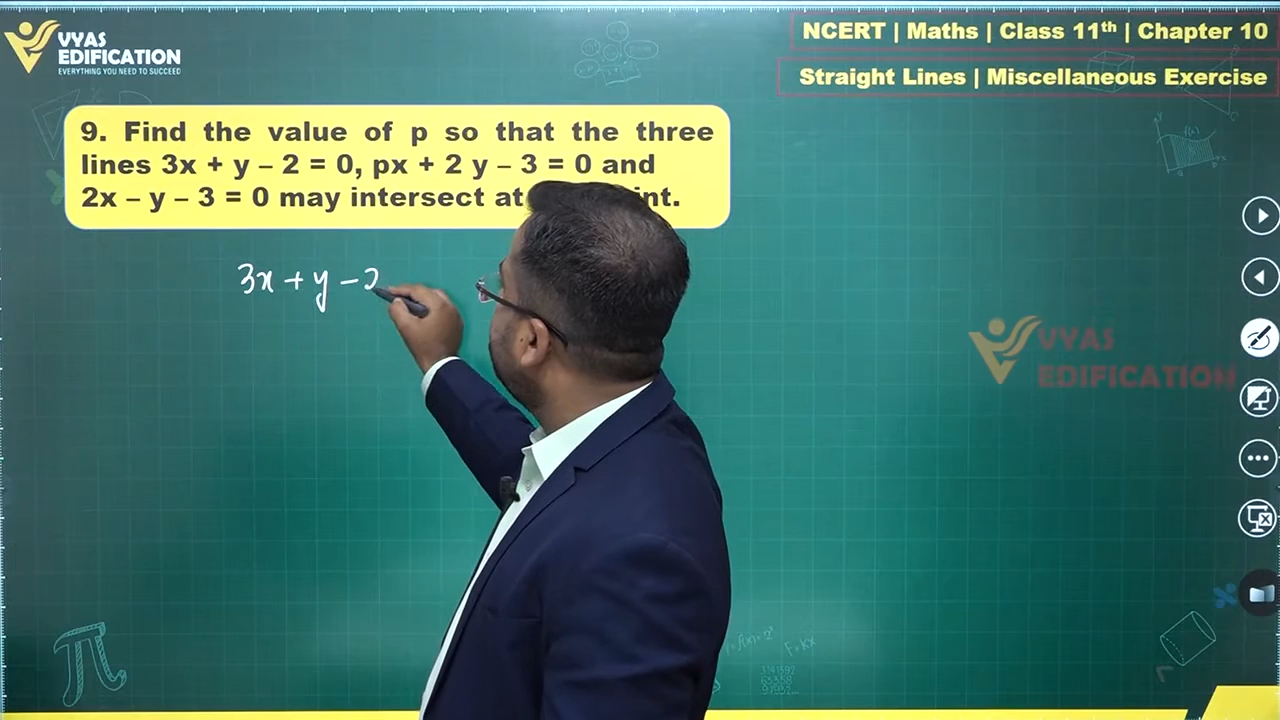 VYAS
EDIFICATION
EVERYTHING YOU NEED TO SUCCEED
NCERT | Maths | Class 11th | Chapter 10
Straight Lines | Miscellaneous Exercise
9. Find the value of p so that the three
lines 3x + y – 2 = 0, px + 2 y – 3 = 0 and
2x – y – 3 = 0 may intersect at
3x + y - 2
VYAS
EDIFICATION
π